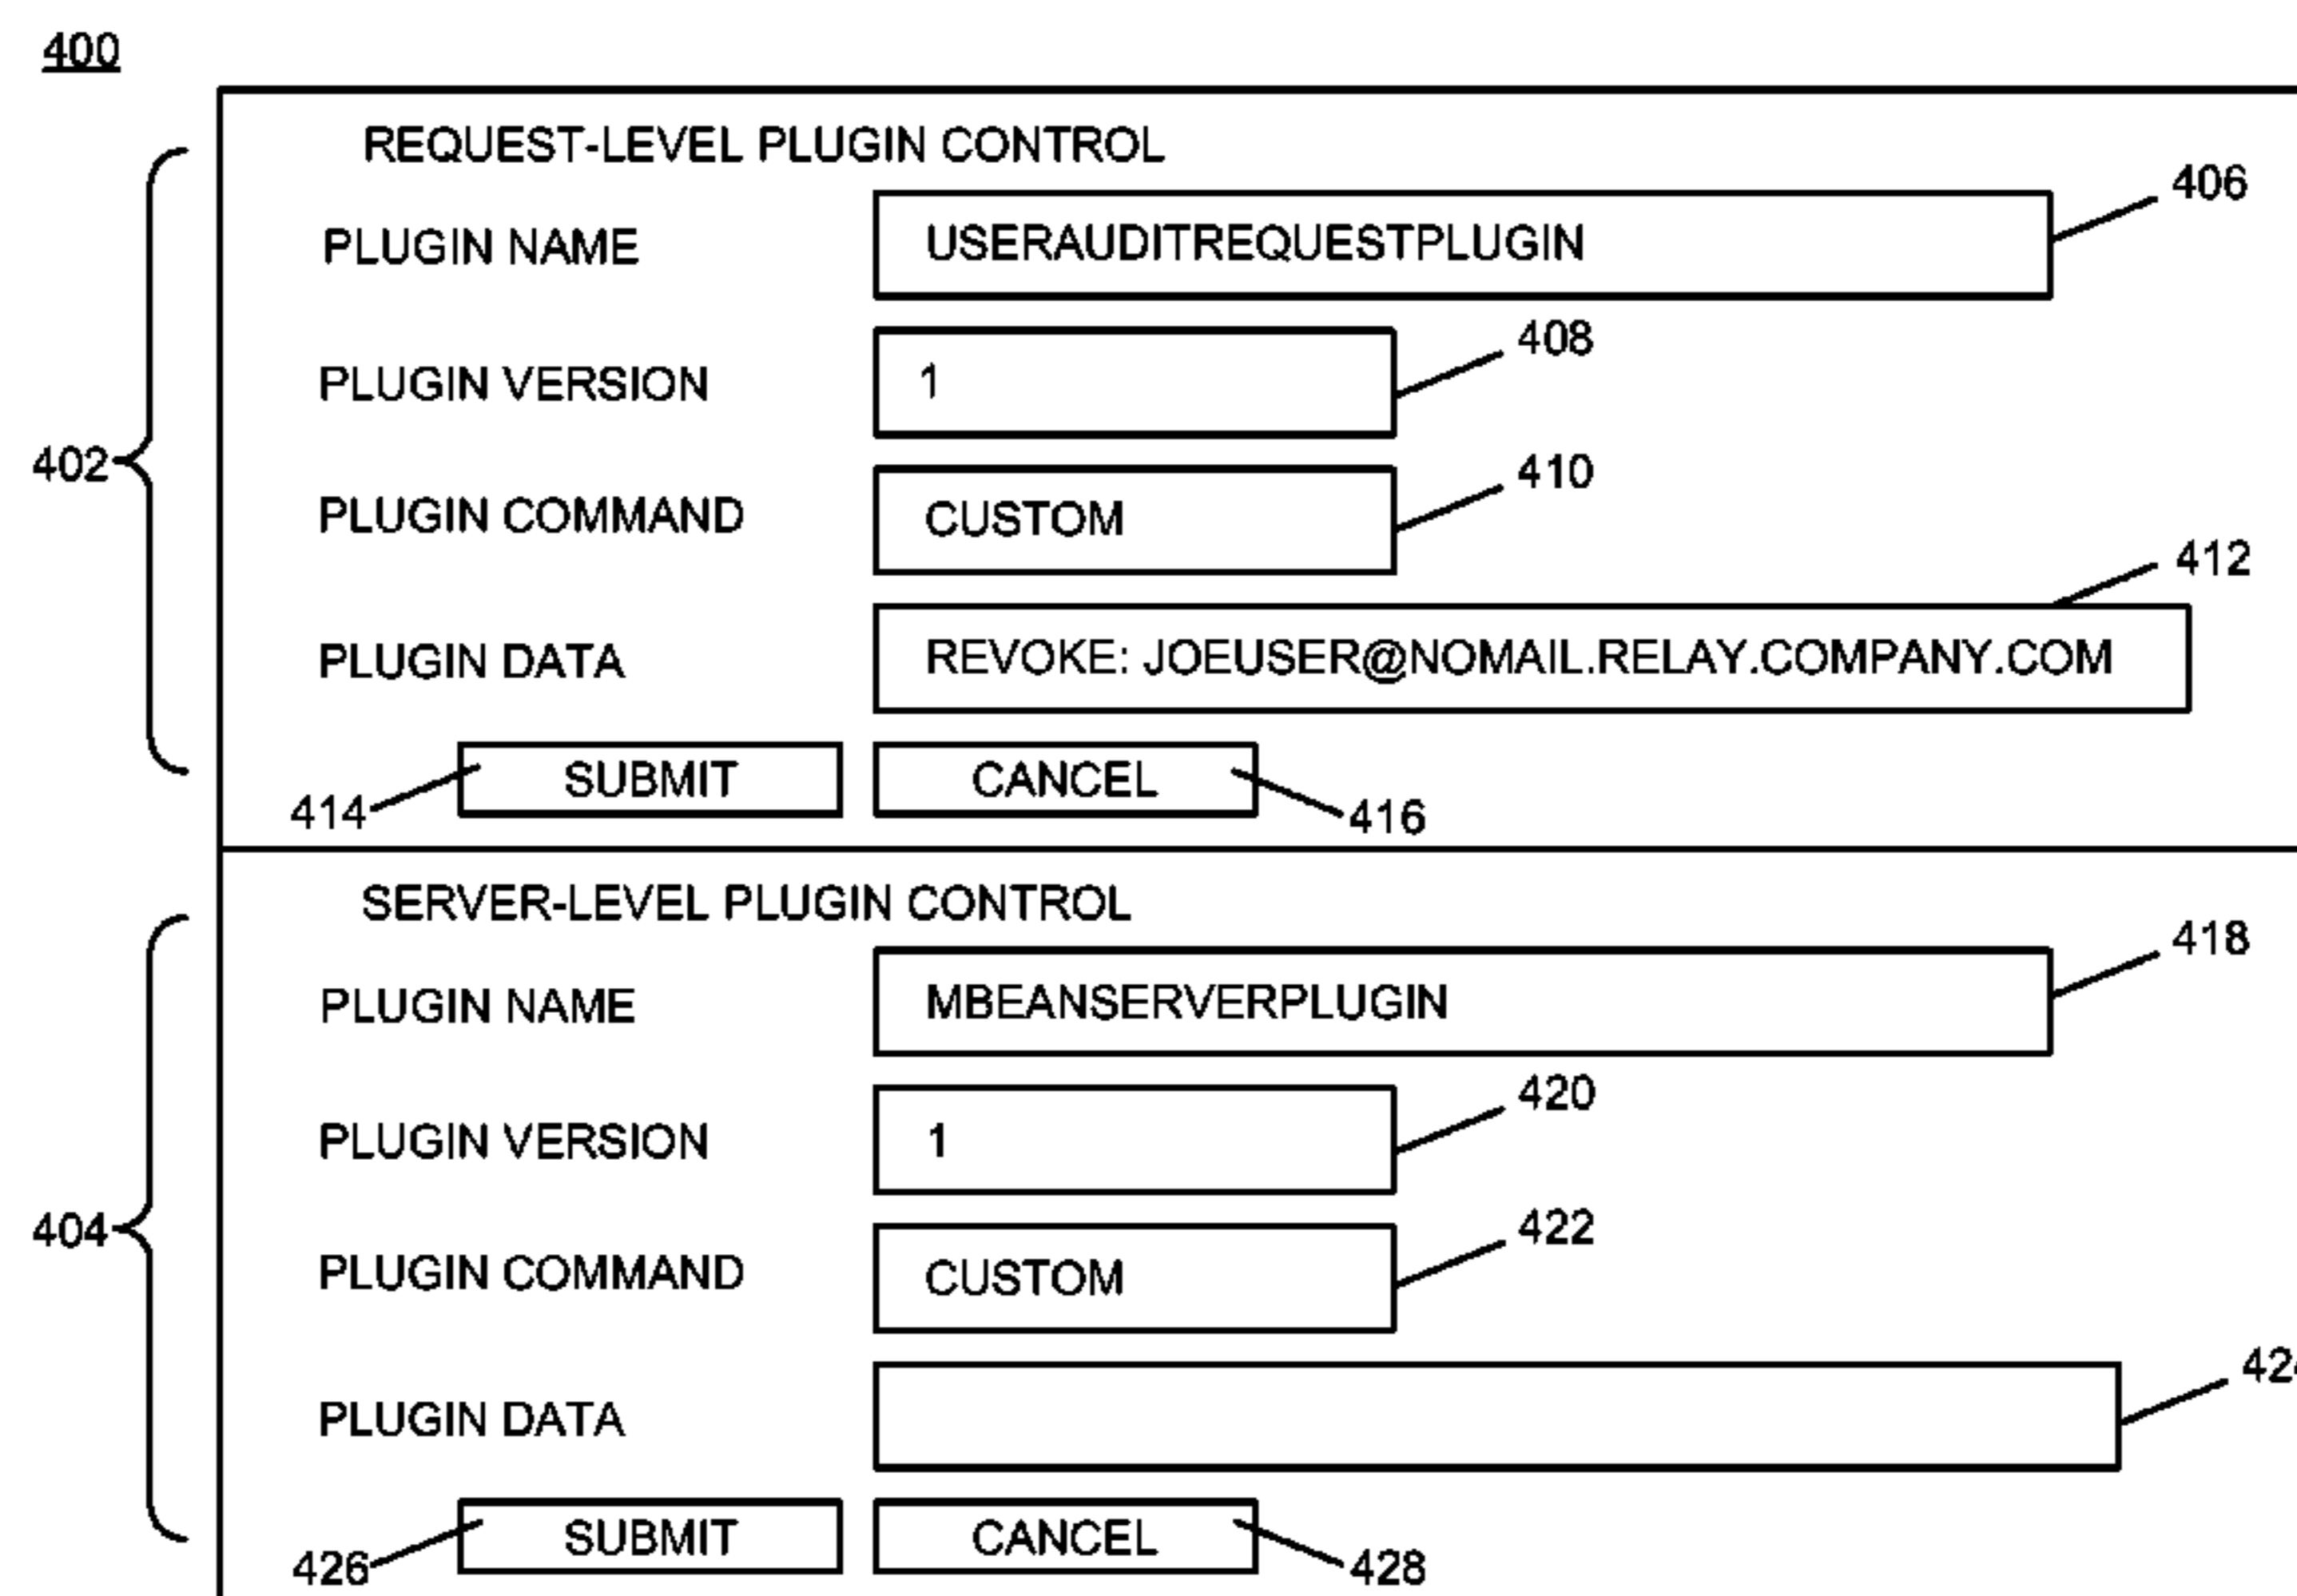 400
REQUEST-LEVEL PLUGIN CONTROL
406
PLUGIN NAME USERAUDITREQUESTPLUGIN
408
PLUGIN VERSION 1
402
410
PLUGIN COMMAND CUSTOM
412
PLUGIN DATA REVOKE: JOEUSER@NOMAIL.RELAY.COMPANY.COM
SUBMIT CANCEL
414 416
SERVER-LEVEL PLUGIN CONTROL
418
PLUGIN NAME MBEANSERVERPLUGIN
420
PLUGIN VERSION 1
404
422
PLUGIN COMMAND CUSTOM
PLUGIN DATA
SUBMIT CANCEL
426 428